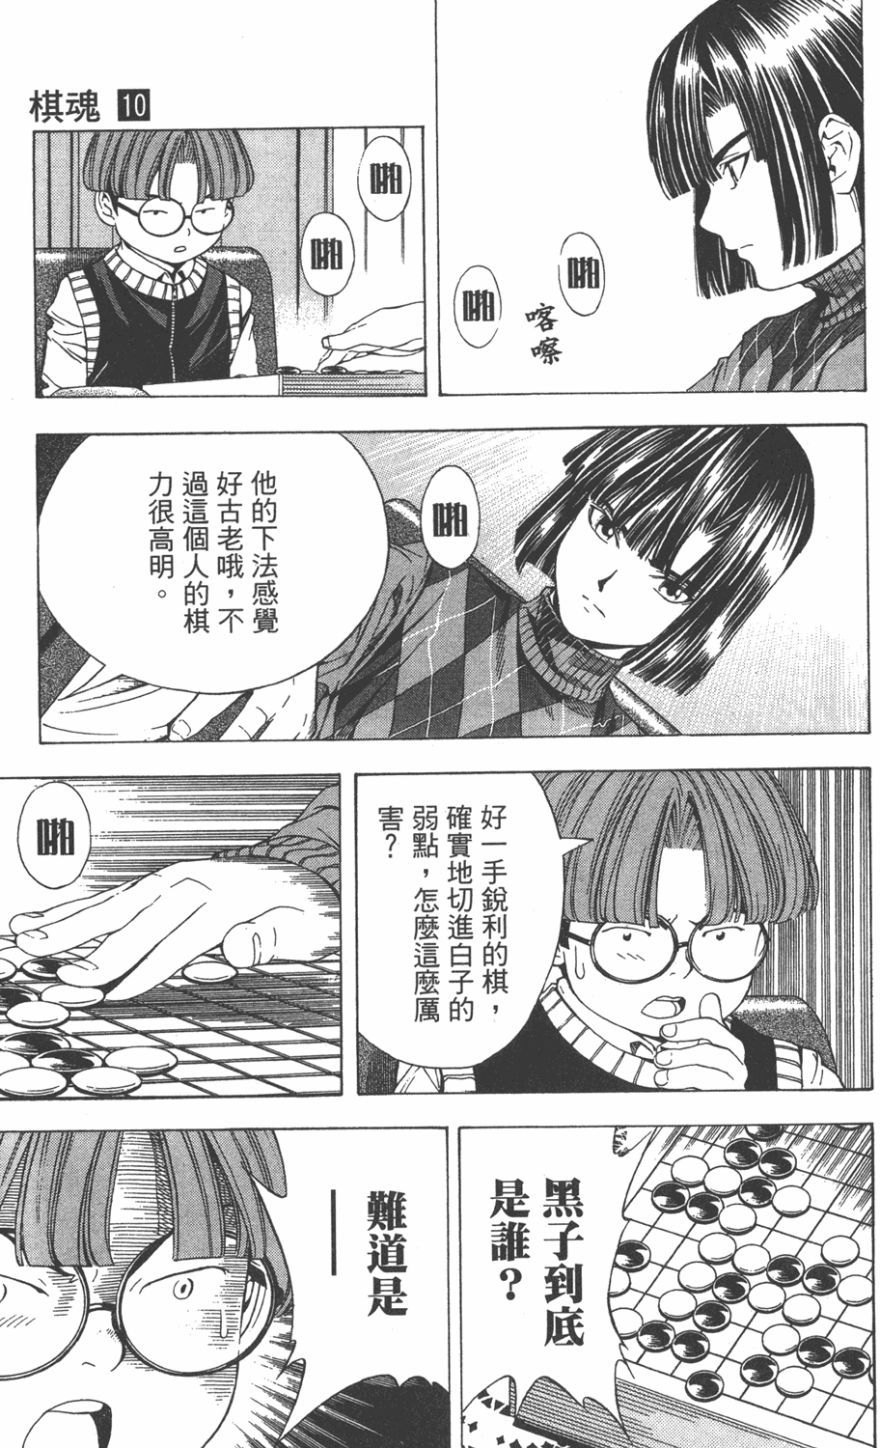 棋魂 10
啪
啪
喀嚓
啪
啪
啪
他的下法感覺
好古老哦，不
過這個人的棋
力很高明。
好一手銳利的棋，
確實地切進白子的
弱點，怎麼這麼厲
害？
啪
黑子到底
是誰？
難道是
——